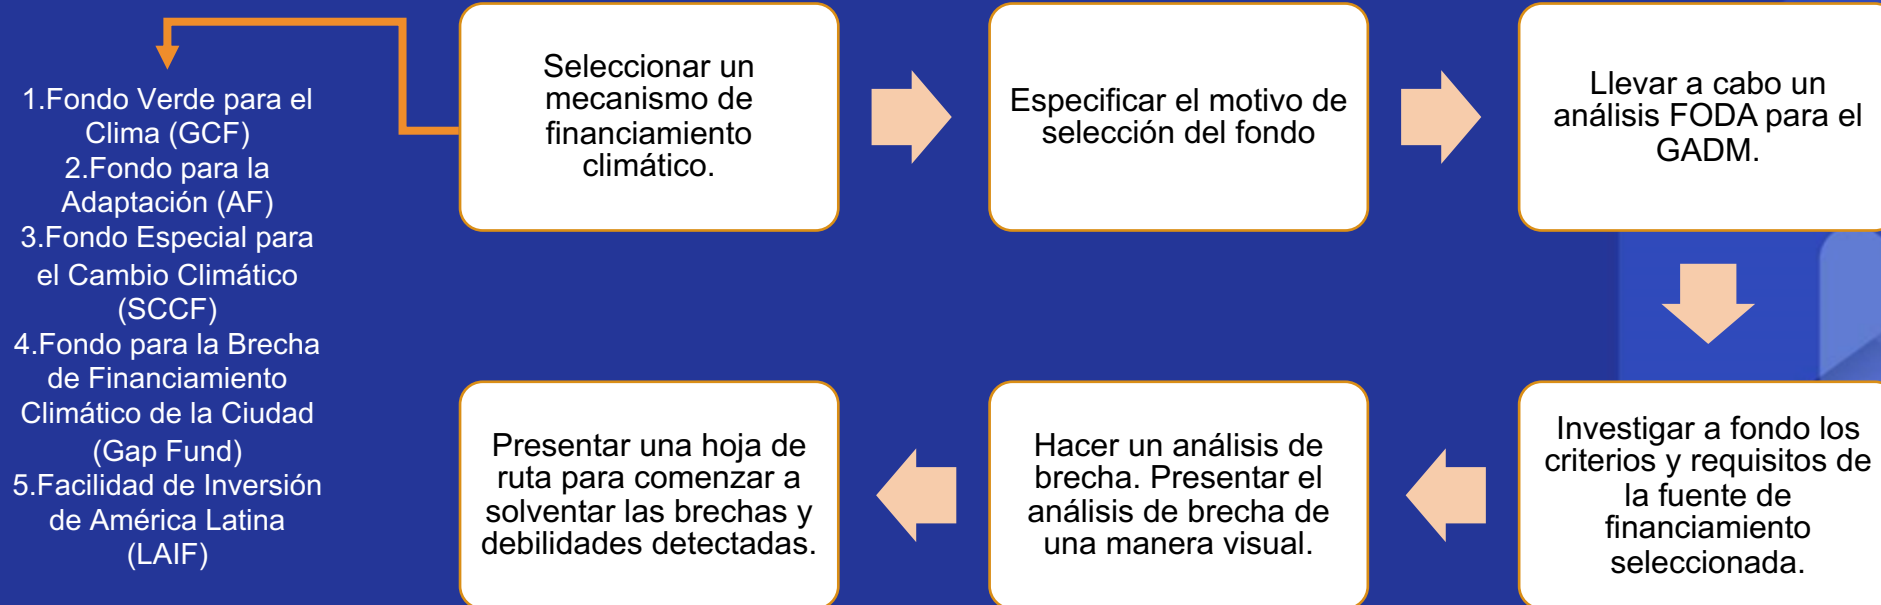 1.Fondo Verde para el
Clima (GCF)
2.Fondo para la
Adaptación (AF)
3.Fondo Especial para
el Cambio Climático
(SCCF)
4.Fondo para la Brecha
de Financiamiento
Climático de la Ciudad
(Gap Fund)
5.Facilidad de Inversión
de América Latina
(LAIF)
Seleccionar un
mecanismo de
financiamiento
climático.
Especificar el motivo de
selección del fondo
Llevar a cabo un
análisis FODA para el
GADM.
Investigar a fondo los
criterios y requisitos de
la fuente de
financiamiento
seleccionada.
Hacer un análisis de
brecha. Presentar el
análisis de brecha de
una manera visual.
Presentar una hoja de
ruta para comenzar a
solventar las brechas y
debilidades detectadas.